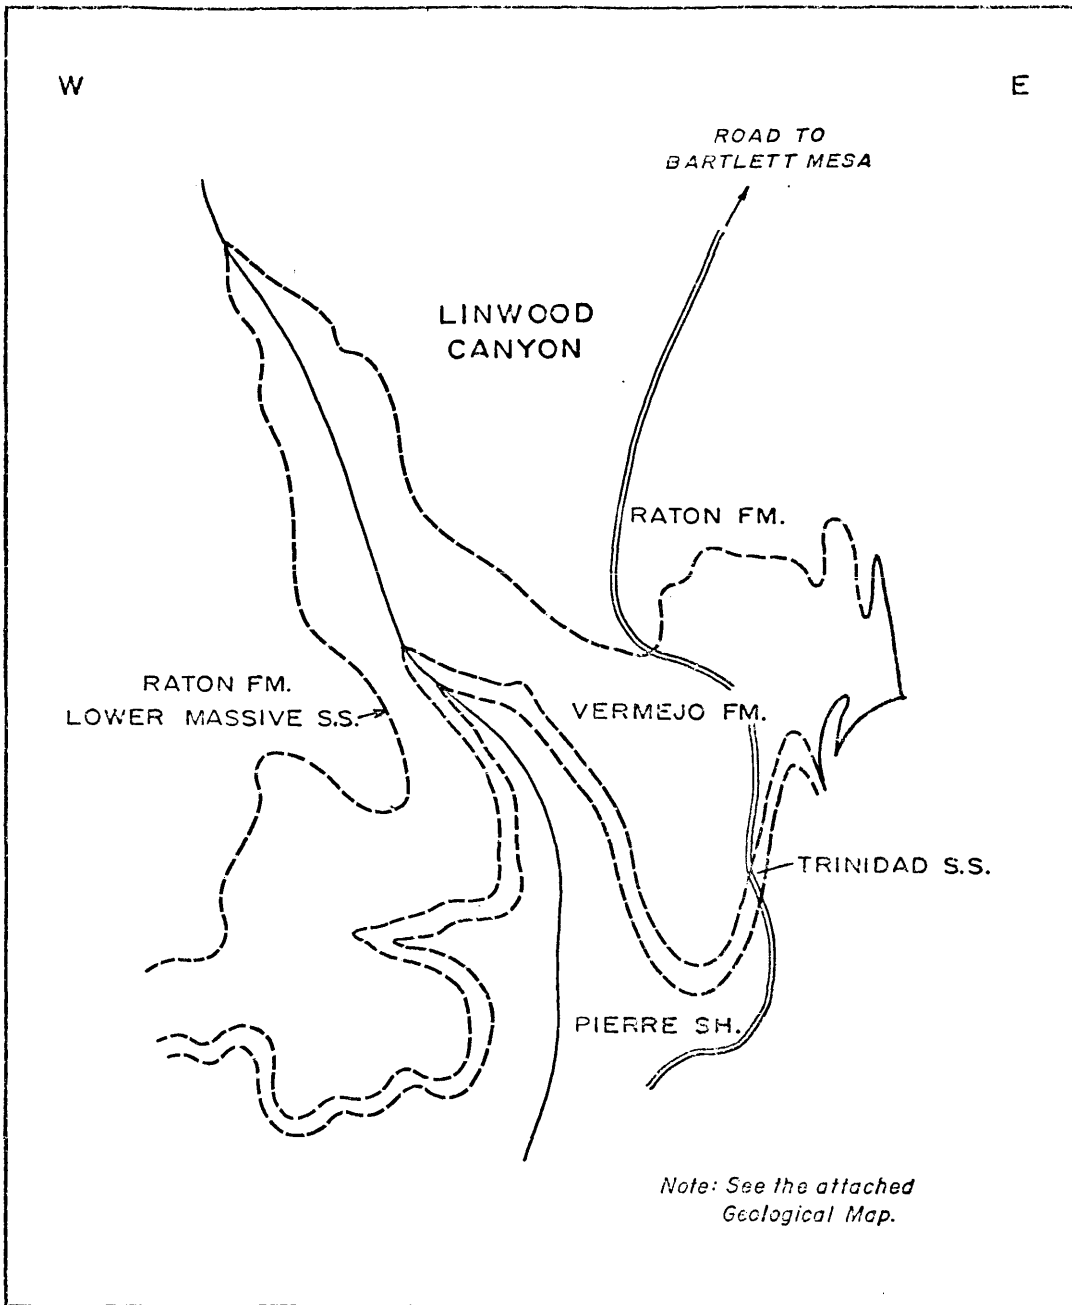 W
E
ROAD TO
BARTLETT MESA
LINWOOD
CANYON
RATON FM.
RATON FM.
LOWER MASSIVE S.S.
VERMEJO FM.
TRINIDAD S.S.
PIERRE SH.
Note: See the attached
Geological Map.